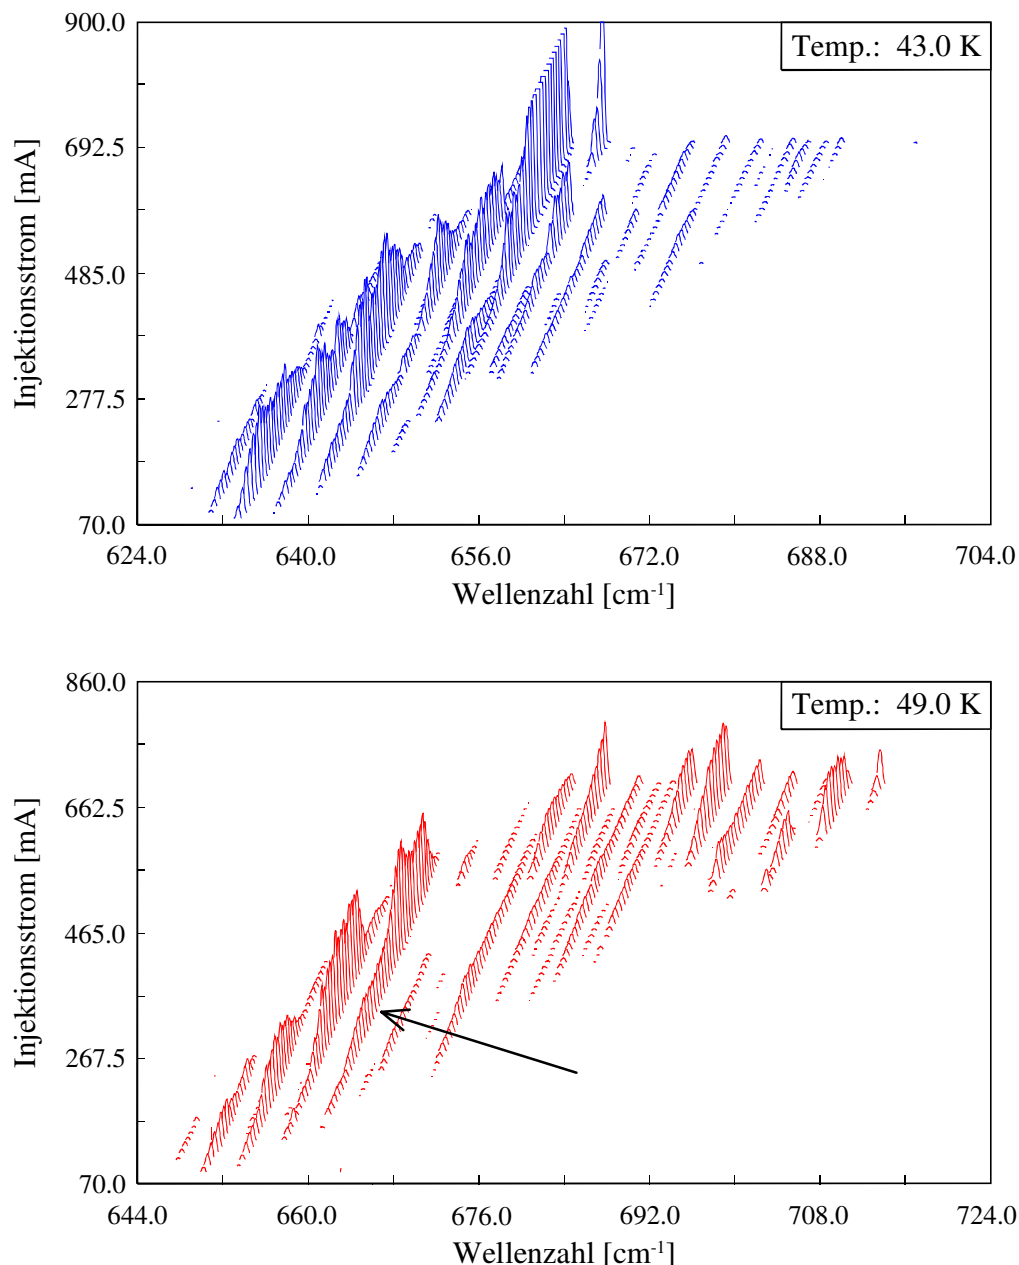 900.0
Temp.: 43.0 K
692.5
Injektionsstrom [mA]
485.0
277.5
70.0
624.0 640.0 656.0 672.0 688.0 704.0
Wellenzahl [cm⁻¹]
860.0
Temp.: 49.0 K
662.5
Injektionsstrom [mA]
465.0
267.5
70.0
644.0 660.0 676.0 692.0 708.0 724.0
Wellenzahl [cm⁻¹]